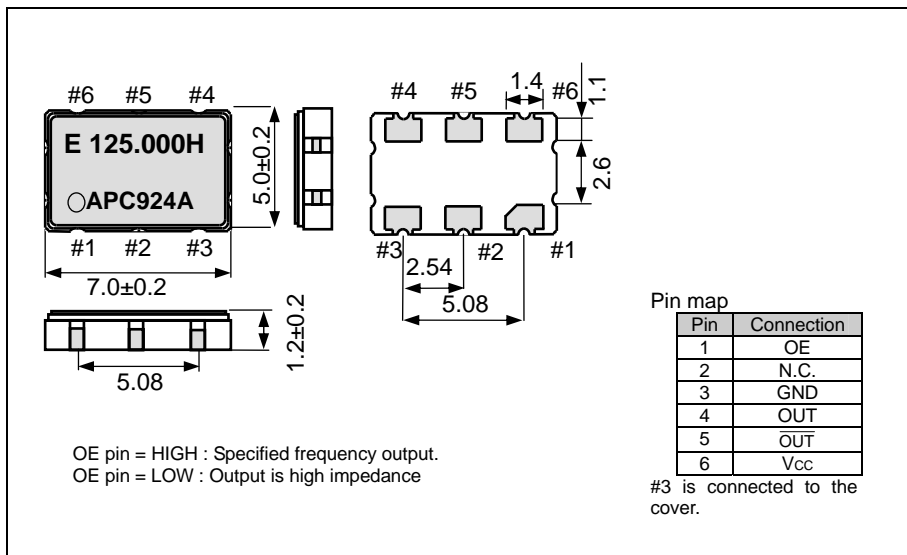 #6 #5 #4
E 125.000H
○APC924A
#1 #2 #3
5.0±0.2
7.0±0.2
1.2±0.2
5.08
#4 #5 #6
1.4
1.1
2.6
#3 #2 #1
2.54
5.08
OE pin = HIGH : Specified frequency output.
OE pin = LOW : Output is high impedance
Pin map
Pin Connection
1 OE
2 N.C.
3 GND
4 OUT
5 O̅U̅T̅
6 Vcc
#3 is connected to the
cover.